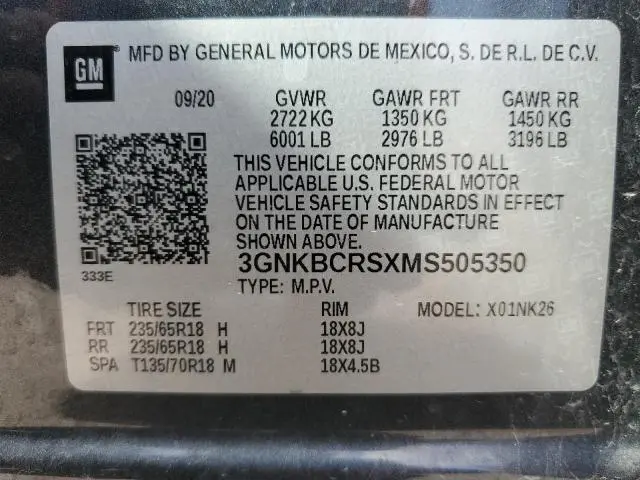 GM
MFD BY GENERAL MOTORS DE MEXICO, S. DE R.L. DE C.V.
09/20 GVWR GAWR FRT GAWR RR
2722 KG 1350 KG 1450 KG
6001 LB 2976 LB 3196 LB
THIS VEHICLE CONFORMS TO ALL
APPLICABLE U.S. FEDERAL MOTOR
VEHICLE SAFETY STANDARDS IN EFFECT
ON THE DATE OF MANUFACTURE
SHOWN ABOVE.
333E
3GNKBCRSXMS505350
TYPE: M.P.V.
TIRE SIZE RIM MODEL: X01NK26
FRT 235/65R18 H 18X8J
RR 235/65R18 H 18X8J
SPA T135/70R18 M 18X4.5B